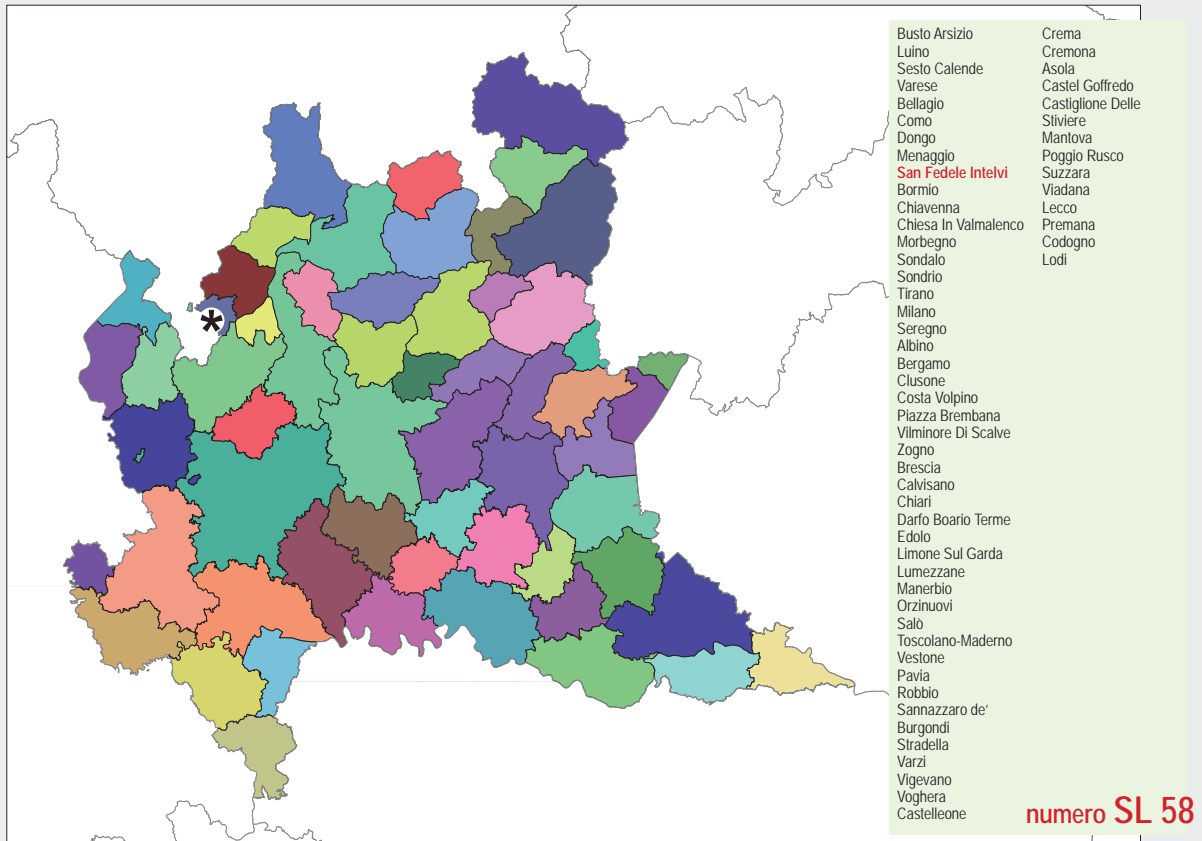 Busto Arsizio
Luino
Sesto Calende
Varese
Bellagio
Como
Dongo
Menaggio
San Fedele Intelvi
Bormio
Chiavenna
Chiesa In Valmalenco
Morbegno
Sondalo
Sondrio
Tirano
Milano
Seregno
Albino
Bergamo
Clusone
Costa Volpino
Piazza Brembana
Vilminore Di Scalve
Zogno
Brescia
Calvisano
Chiari
Darfo Boario Terme
Edolo
Limone Sul Garda
Lumezzane
Manerbio
Orzinuovi
Salò
Toscolano-Maderno
Vestone
Pavia
Robbio
Sannazzaro de’
Burgondi
Stradella
Varzi
Vigevano
Voghera
Castelleone
Crema
Cremona
Asola
Castel Goffredo
Castiglione Delle
Stiviere
Mantova
Poggio Rusco
Suzzara
Viadana
Lecco
Premana
Codogno
Lodi
numero SL 58
*